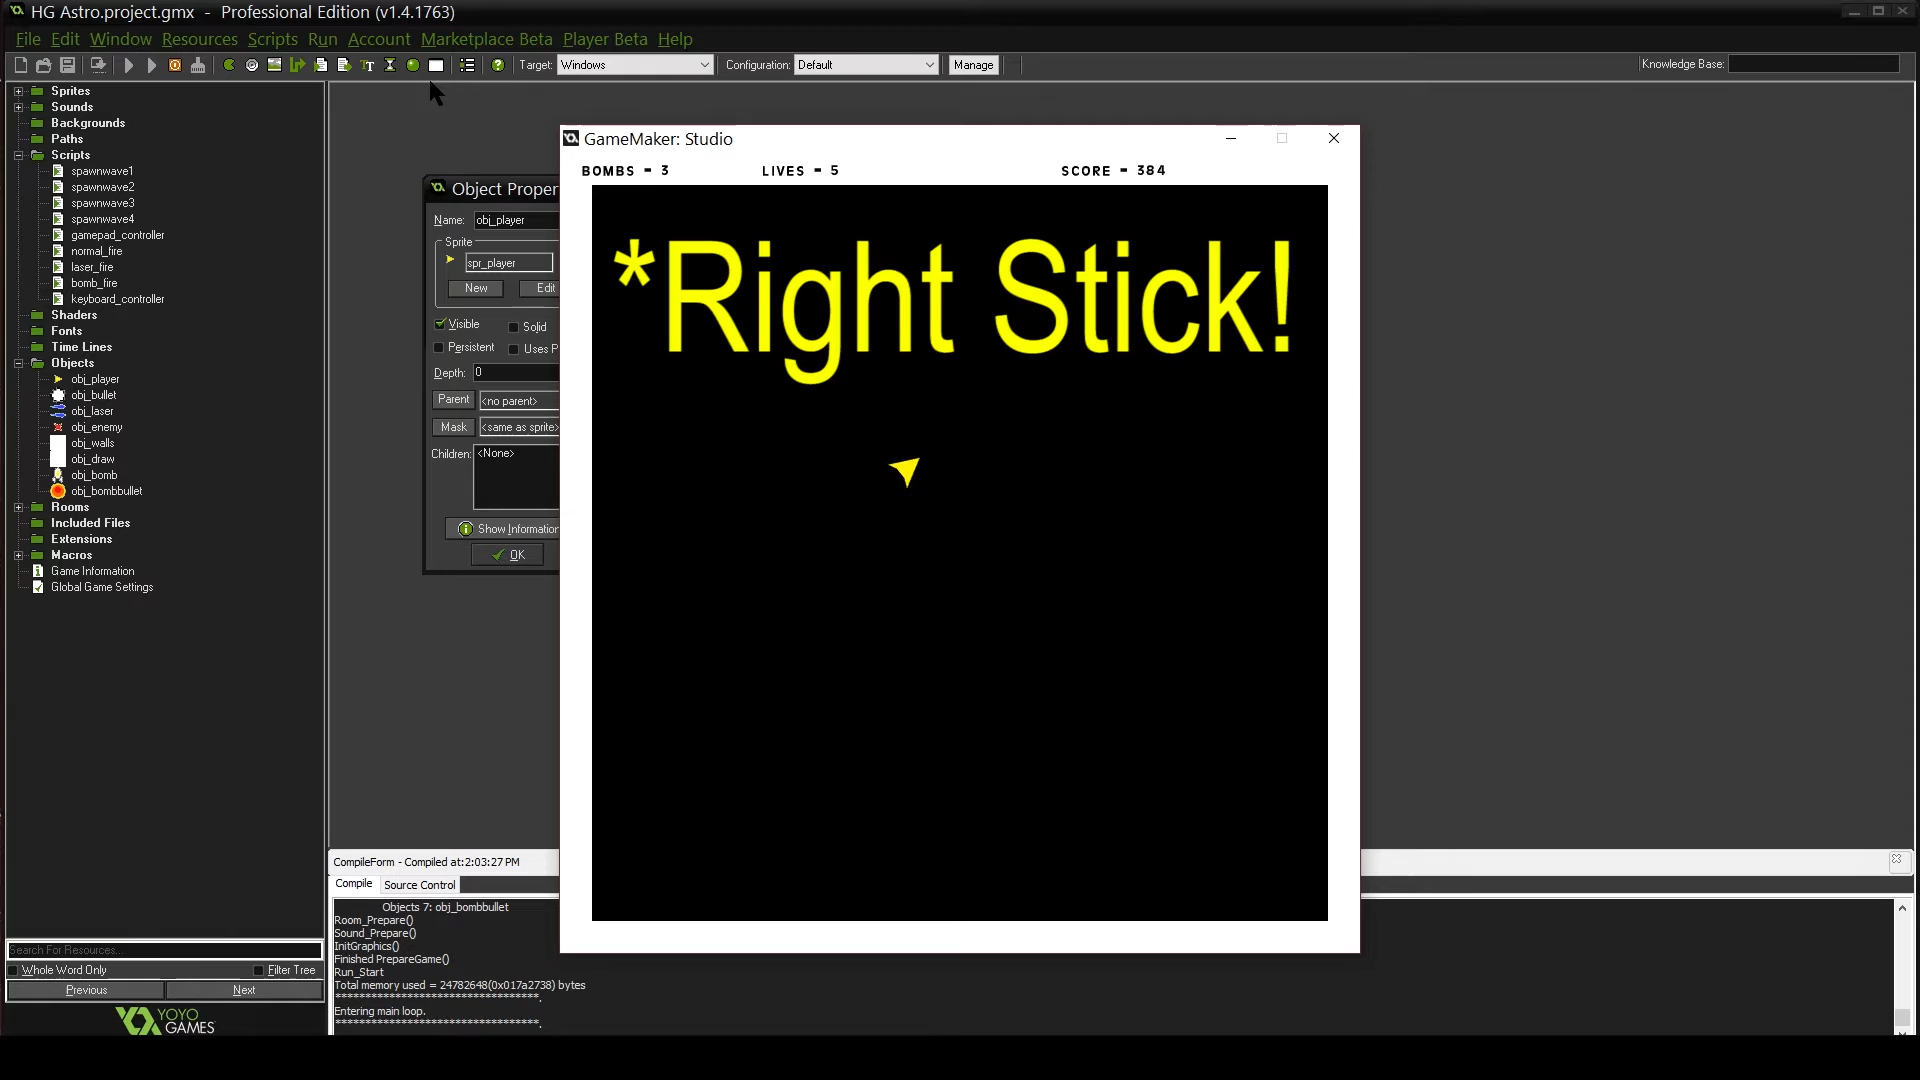 HG Astro.project.gmx - Professional Edition (v1.4.1763)
File Edit Window Resources Scripts Run Account Marketplace Beta Player Beta Help
Target: Windows Configuration: Default Manage Knowledge Base:
Sprites
Sounds
Backgrounds
Paths
Scripts
spawnwave1
spawnwave2
spawnwave3
spawnwave4
gamepad_controller
normal_fire
laser_fire
bomb_fire
keyboard_controller
Shaders
Fonts
Time Lines
Objects
obj_player
obj_bullet
obj_laser
obj_enemy
obj_walls
obj_draw
obj_bomb
obj_bombbullet
Rooms
Included Files
Extensions
Macros
Game Information
Global Game Settings
Search For Resources...
Whole Word Only Filter Tree
Previous Next
YOYO
GAMES
Object Proper
Name: obj_player
Sprite
spr_player
New Edit
Visible Solid
Persistent Uses P
Depth: 0
Parent <no parent>
Mask <same as sprite>
Children: <None>
Show Information
OK
GameMaker: Studio
BOMBS - 3 LIVES - 5 SCORE - 384
*Right Stick!
CompileForm - Compiled at:2:03:27 PM
Compile Source Control
Objects 7: obj_bombbullet
Room_Prepare()
Sound_Prepare()
InitGraphics()
Finished PrepareGame()
Run_Start
Total memory used = 24782648(0x017a2738) bytes
**********************************.
Entering main loop.
**********************************.